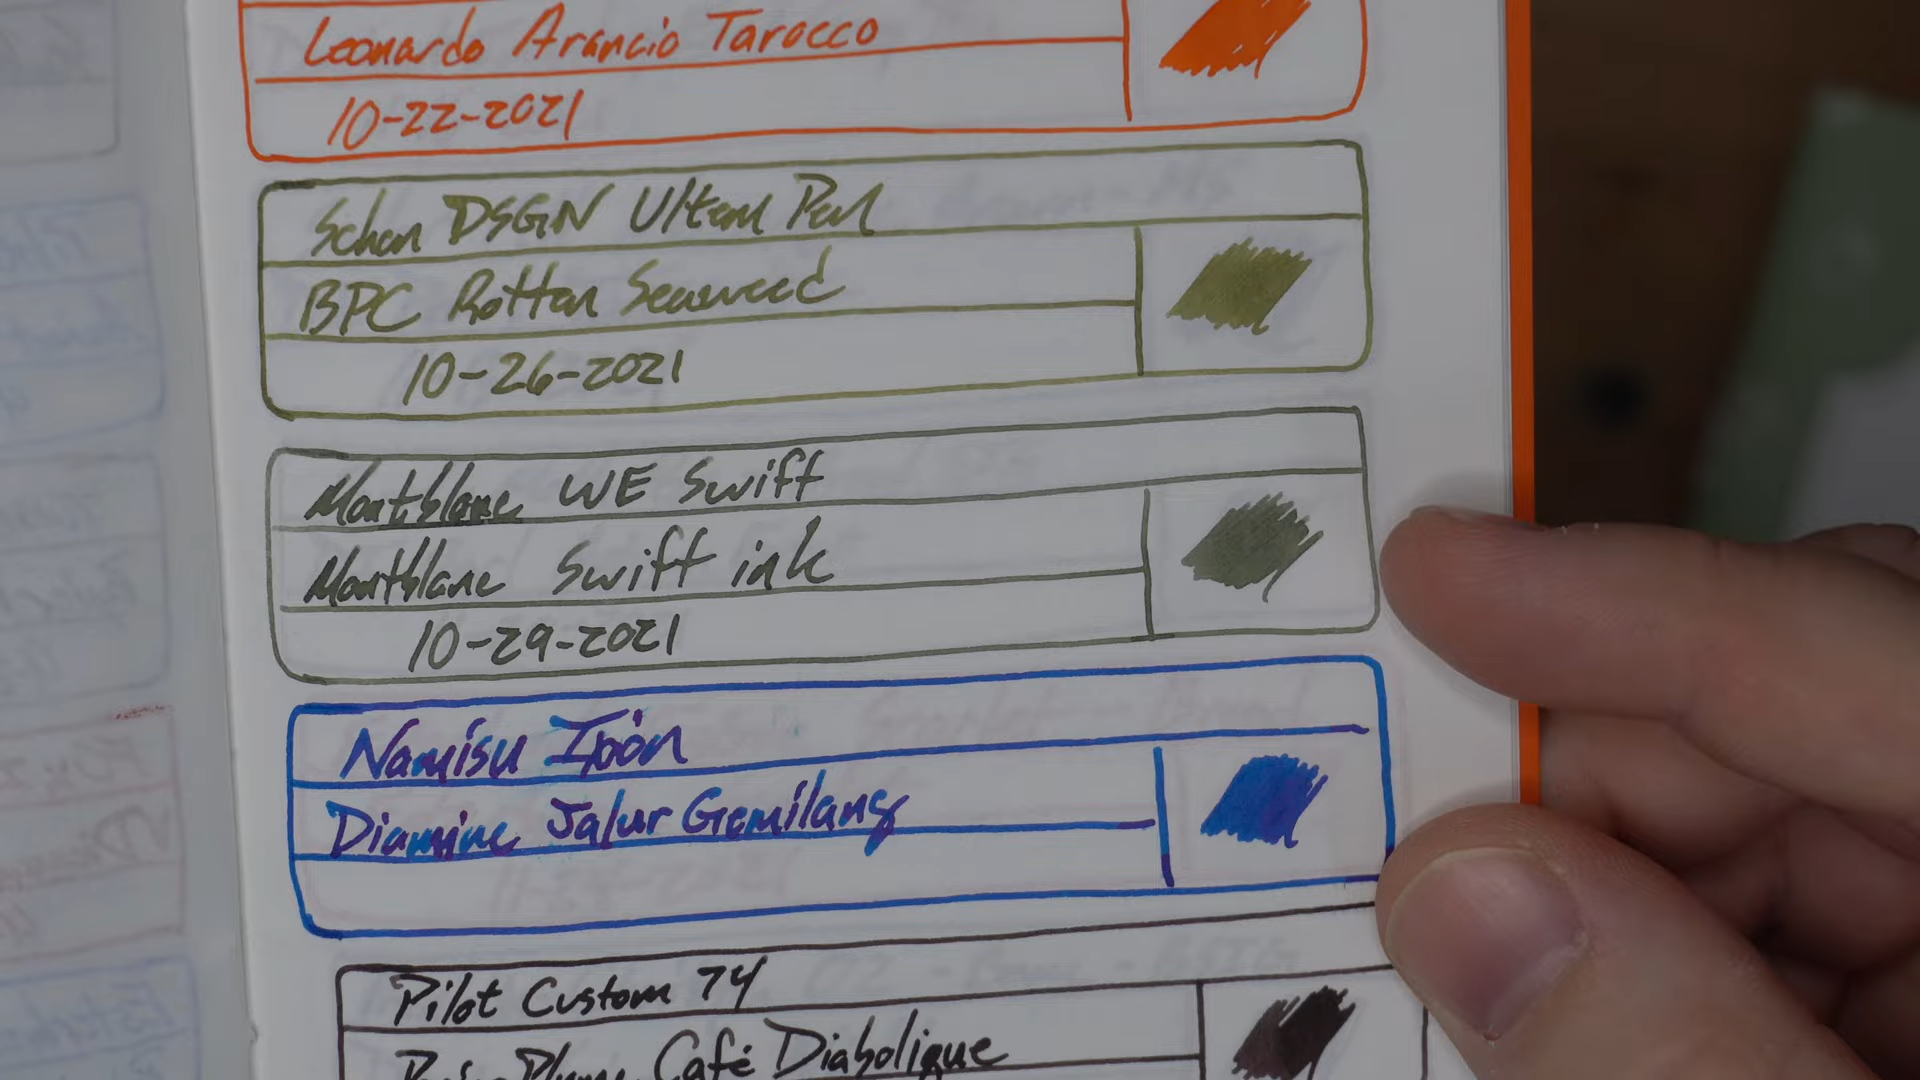 Leonardo Arancio Tarocco
10-22-2021
Schon DSGN Ultem Pen
BPC Rotten Seaweed
10-26-2021
Montblanc WE Swift
Montblanc Swift ink
10-29-2021
Namisu Ixion
Diamine Jalur Gemilang
Pilot Custom 74
Plume Café Diabolique